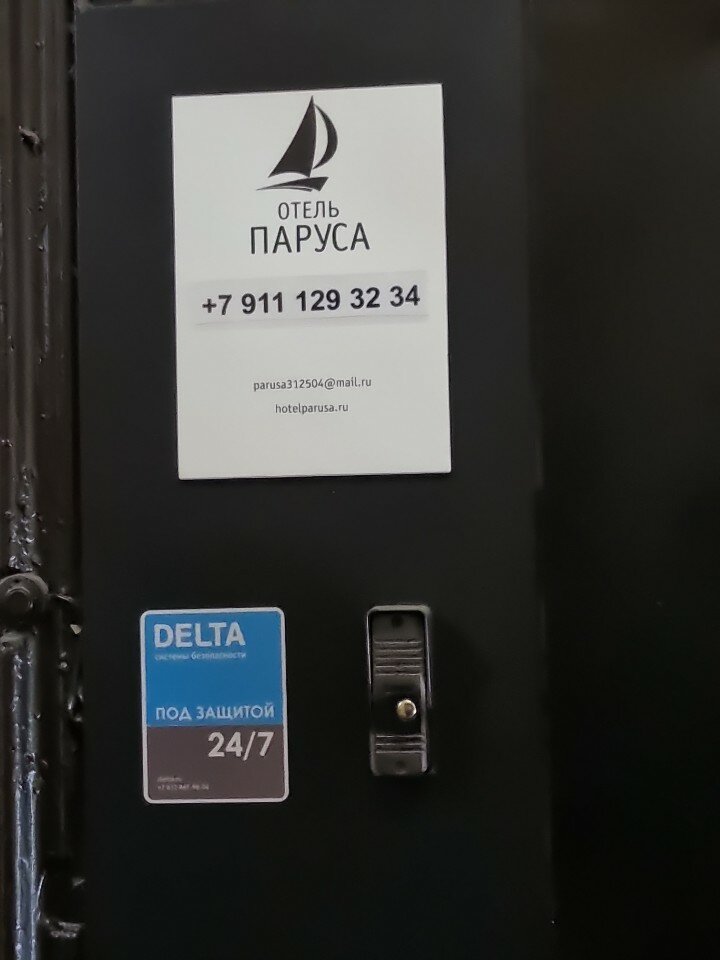 ОТЕЛЬ
ПАРУСА
+7 911 129 32 34
parusa312504@mail.ru
hotelparusa.ru
DELTA
системы безопасности
ПОД ЗАЩИТОЙ
24/7